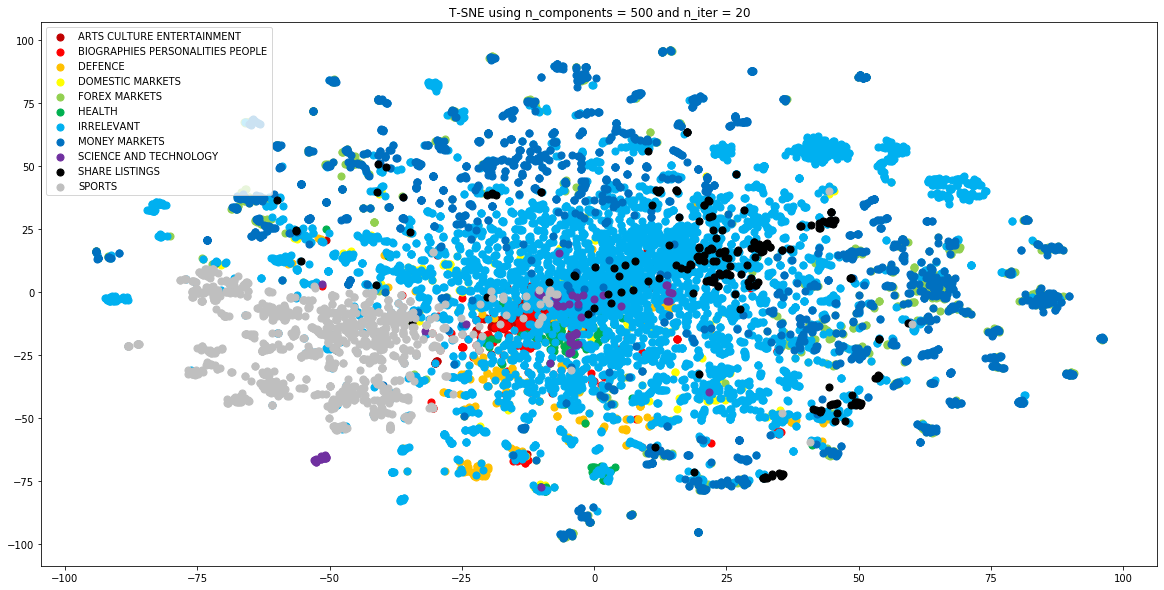 T-SNE using n_components = 500 and n_iter = 20
ARTS CULTURE ENTERTAINMENT
BIOGRAPHIES PERSONALITIES PEOPLE
DEFENCE
DOMESTIC MARKETS
FOREX MARKETS
HEALTH
IRRELEVANT
MONEY MARKETS
SCIENCE AND TECHNOLOGY
SHARE LISTINGS
SPORTS
100
75
50
25
0
−25
−50
−75
−100
−100 −75 −50 −25 0 25 50 75 100